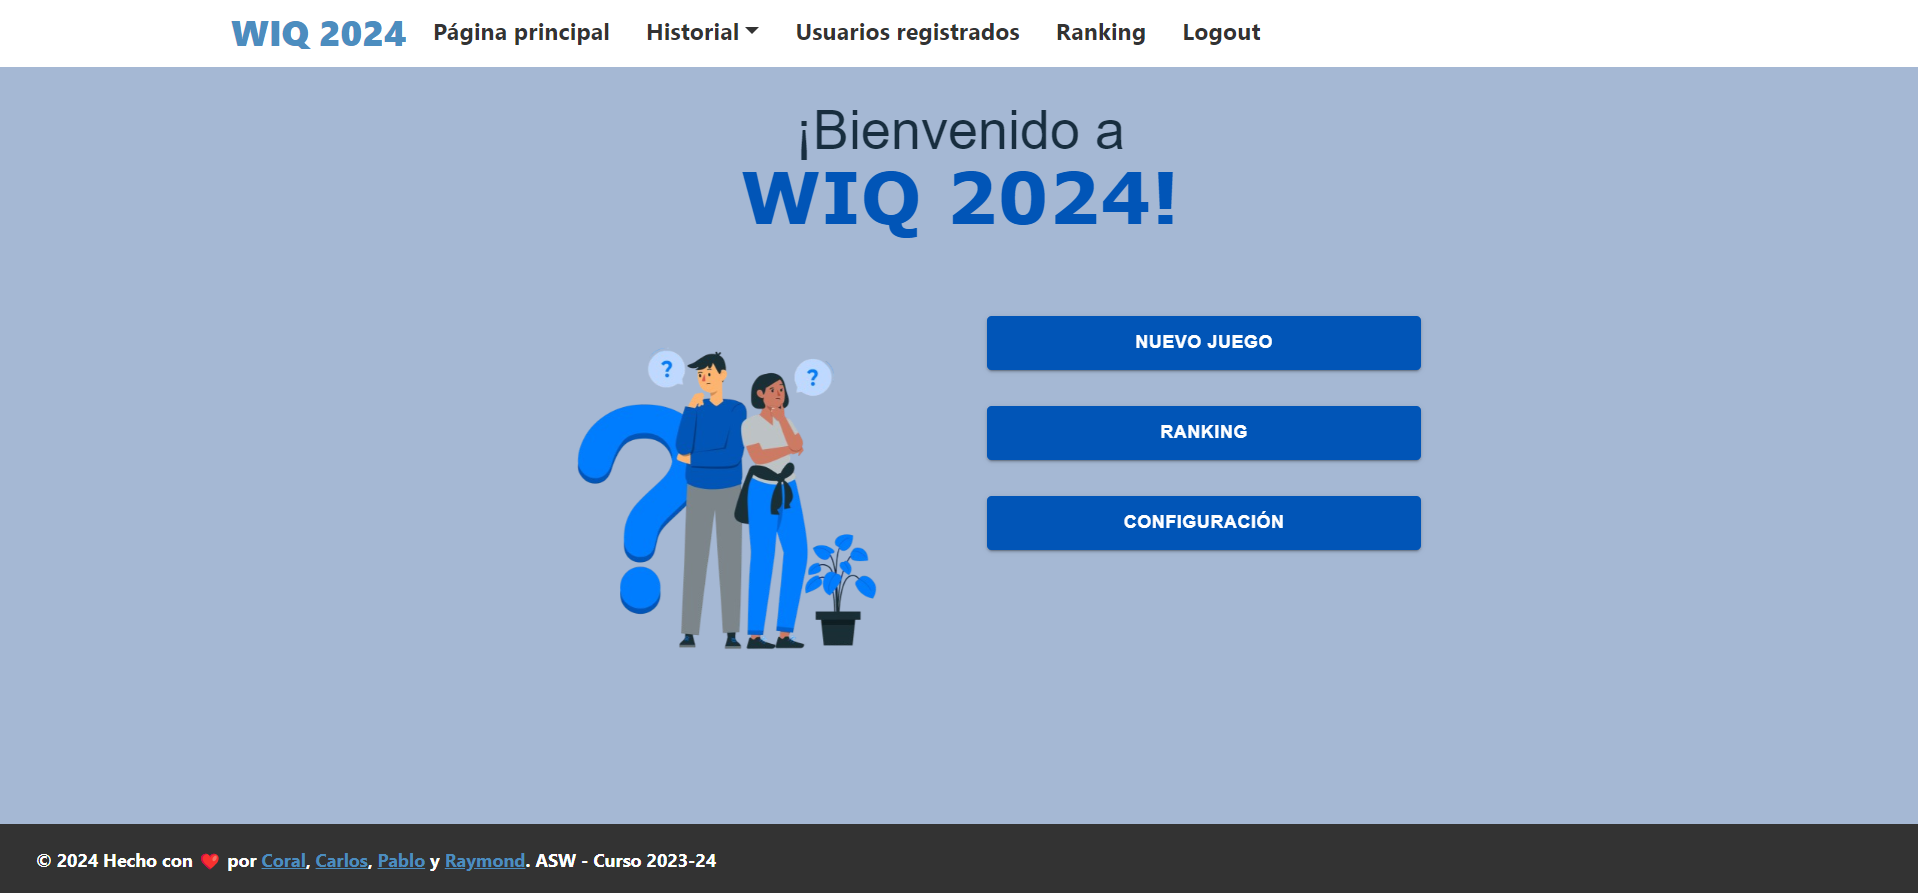 WIQ 2024 Página principal Historial Usuarios registrados Ranking Logout
¡Bienvenido a
WIQ 2024!
? ?
NUEVO JUEGO
RANKING
CONFIGURACIÓN
© 2024 Hecho con ❤️ por Coral, Carlos, Pablo y Raymond. ASW - Curso 2023-24